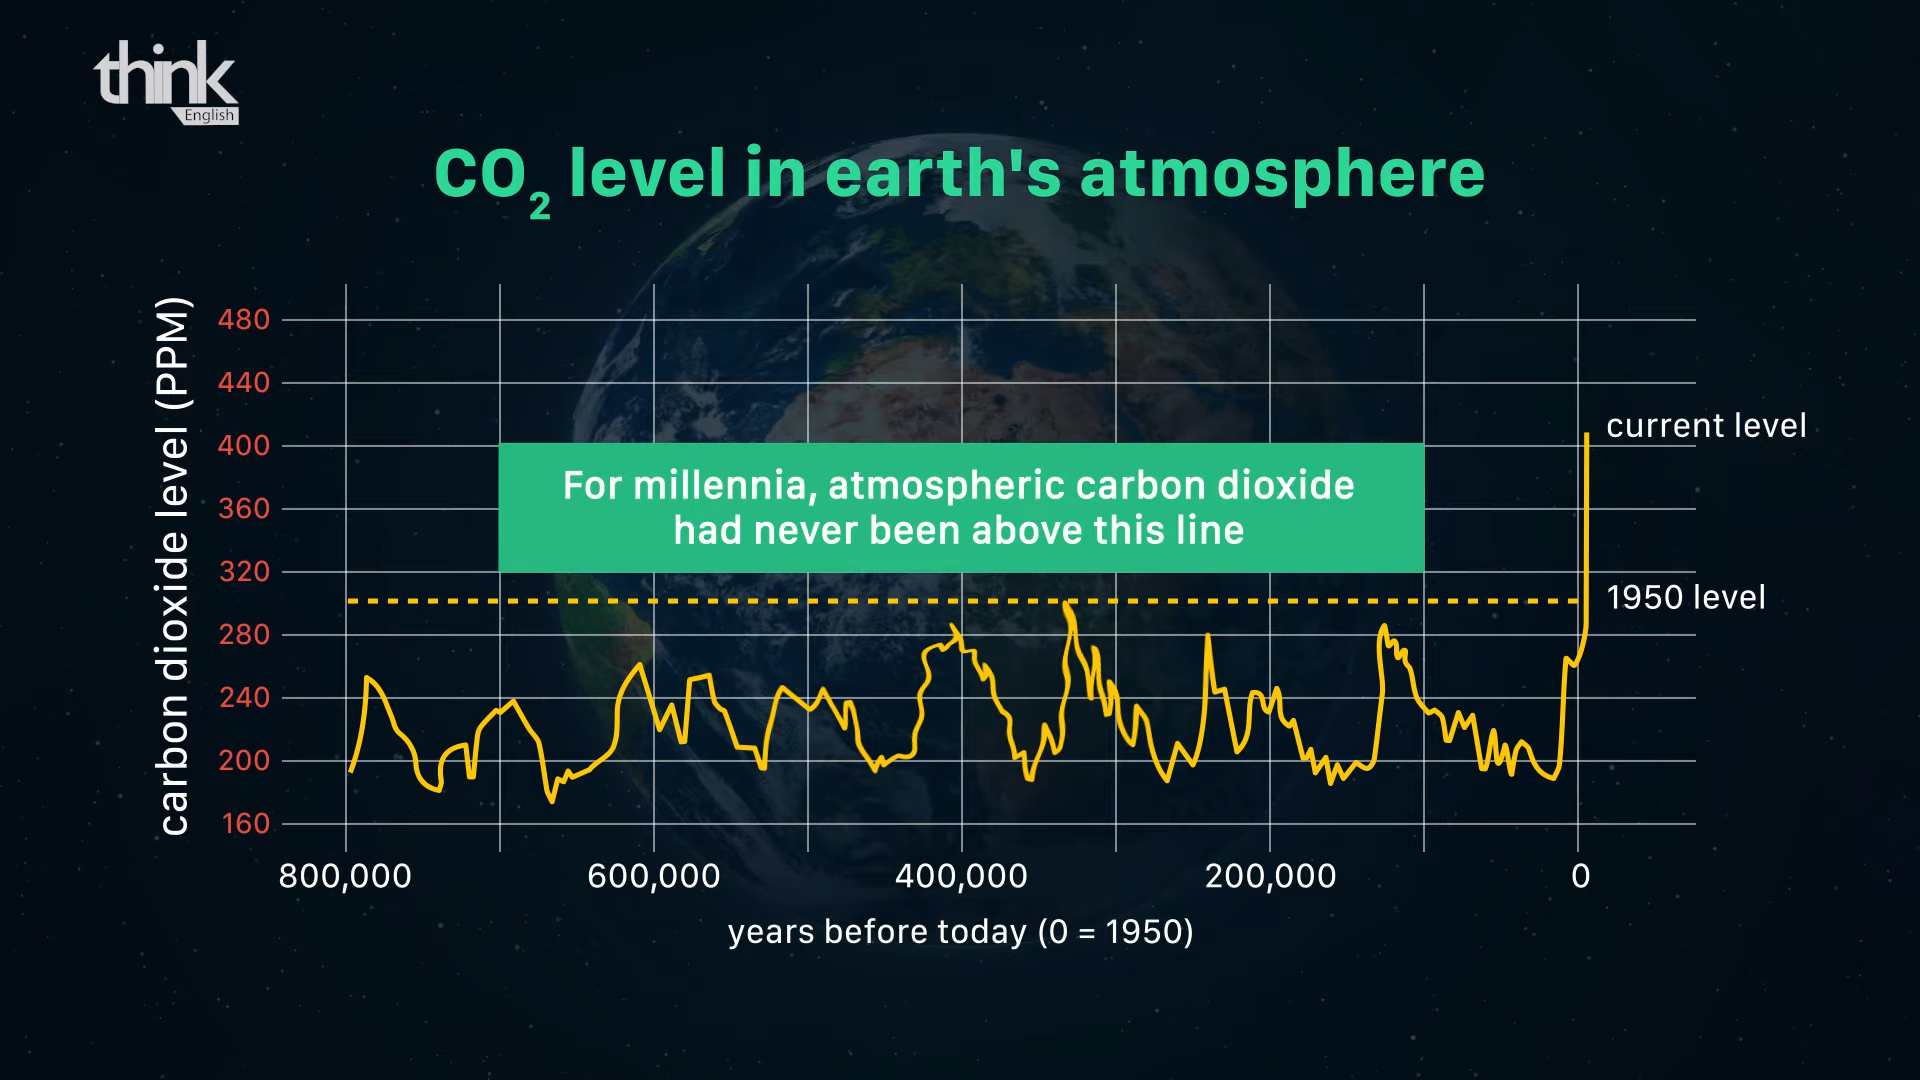 think
English
CO₂ level in earth's atmosphere
carbon dioxide level (PPM)
480
440
400
360
320
280
240
200
160
For millennia, atmospheric carbon dioxide
had never been above this line
current level
1950 level
800,000 600,000 400,000 200,000 0
years before today (0 = 1950)